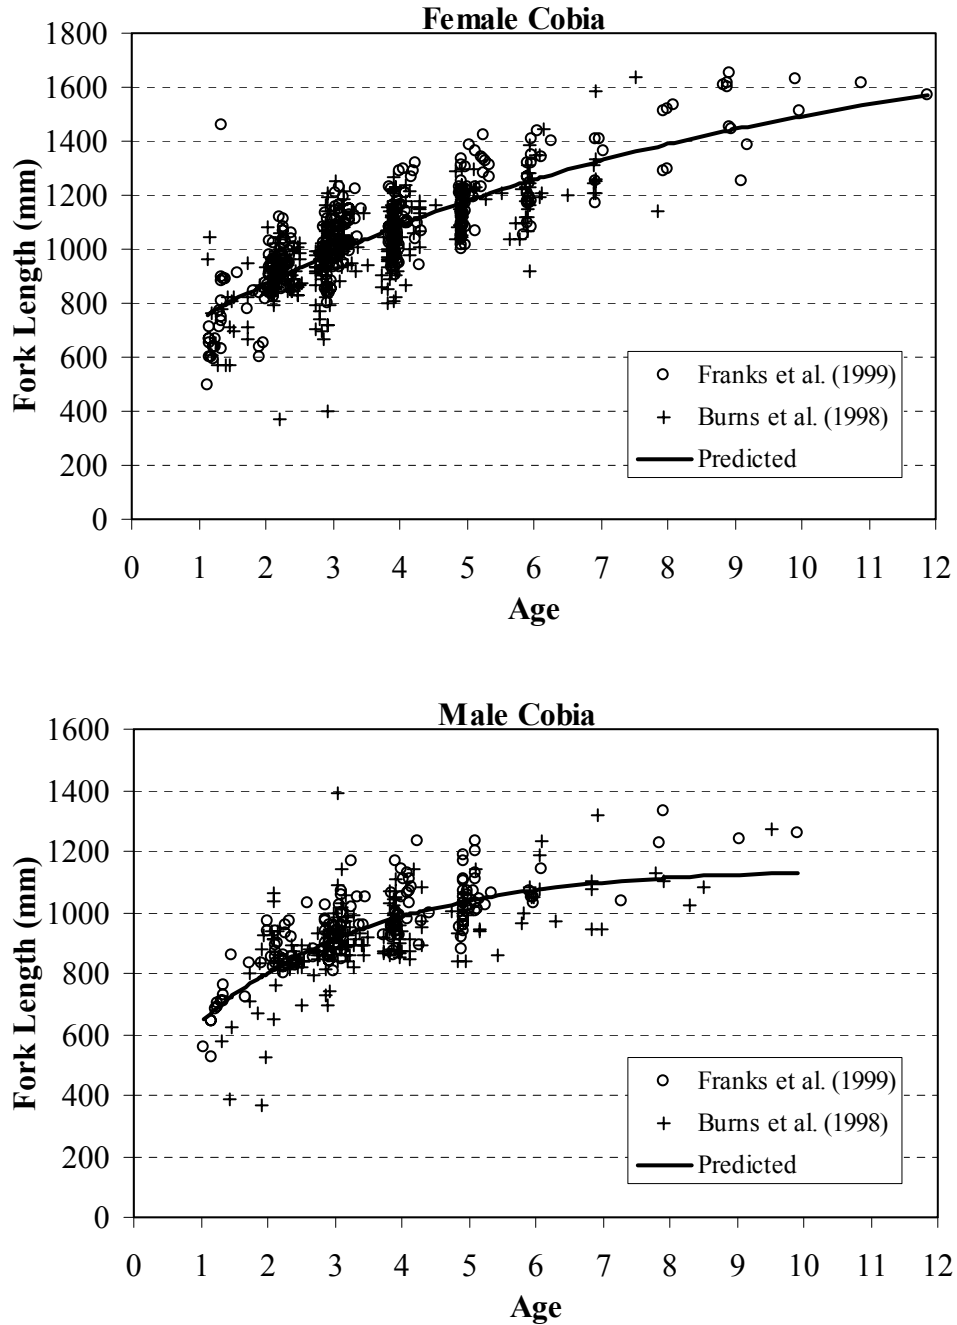 Female Cobia
1800
1600
1400
1200
1000
800
600
400
200
0
Fork Length (mm)
Franks et al. (1999)
Burns et al. (1998)
Predicted
0 1 2 3 4 5 6 7 8 9 10 11 12
Age
Male Cobia
1600
1400
1200
1000
800
600
400
200
0
Fork Length (mm)
Franks et al. (1999)
Burns et al. (1998)
Predicted
0 1 2 3 4 5 6 7 8 9 10 11 12
Age